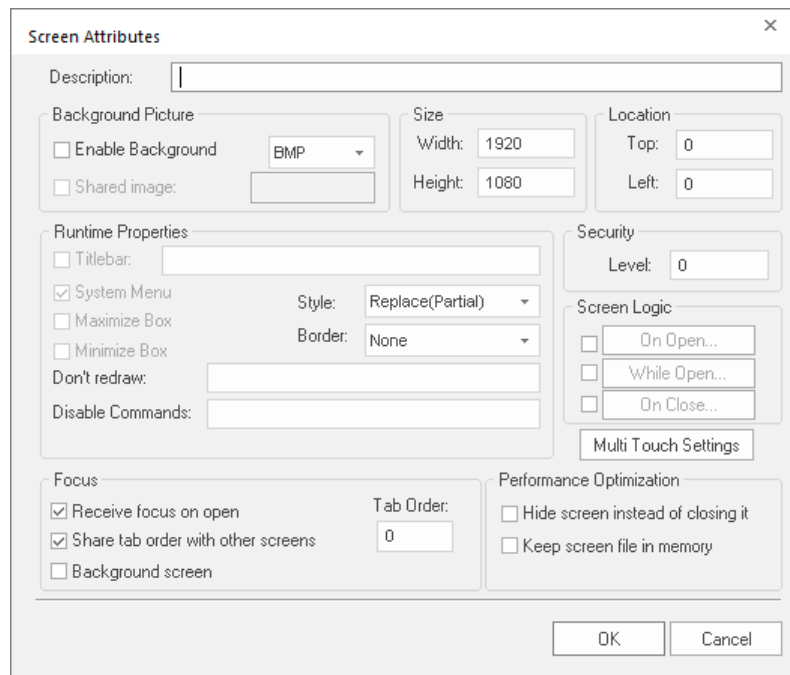 Screen Attributes
Description:
Background Picture
Enable Background
BMP
Shared image:
Size
Width: 1920
Height: 1080
Location
Top: 0
Left: 0
Runtime Properties
Titlebar:
System Menu
Maximize Box
Minimize Box
Style: Replace(Partial)
Border: None
Don't redraw:
Disable Commands:
Security
Level: 0
Screen Logic
On Open...
While Open...
On Close...
Multi Touch Settings
Focus
Receive focus on open
Share tab order with other screens
Background screen
Tab Order:
0
Performance Optimization
Hide screen instead of closing it
Keep screen file in memory
OK
Cancel